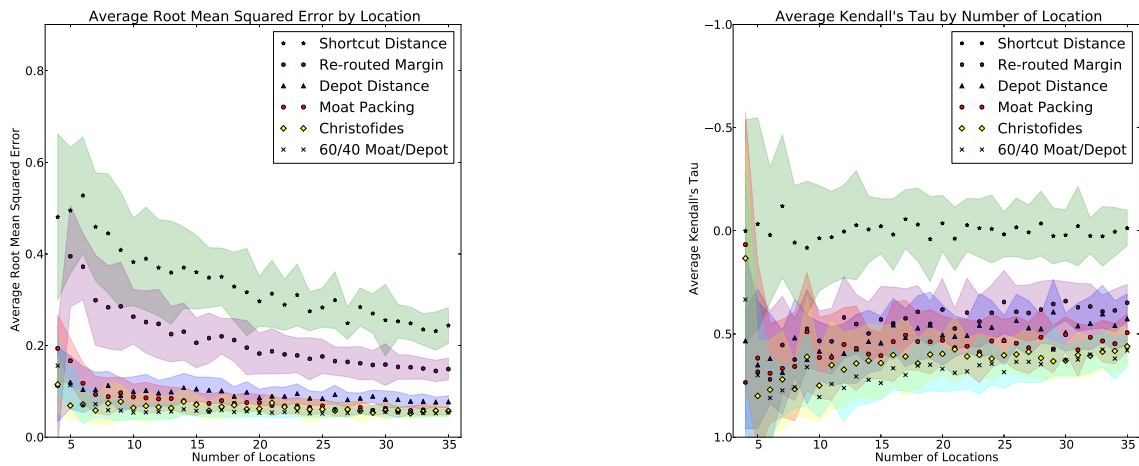 Average Root Mean Squared Error by Location
Average Root Mean Squared Error
0.8
0.6
0.4
0.2
0.0
5 10 15 20 25 30 35
Number of Locations
Shortcut Distance
Re-routed Margin
Depot Distance
Moat Packing
Christofides
60/40 Moat/Depot
Average Kendall's Tau by Number of Location
Average Kendall's Tau
−1.0
−0.5
0.0
0.5
1.0
5 10 15 20 25 30 35
Number of Locations
Shortcut Distance
Re-routed Margin
Depot Distance
Moat Packing
Christofides
60/40 Moat/Depot